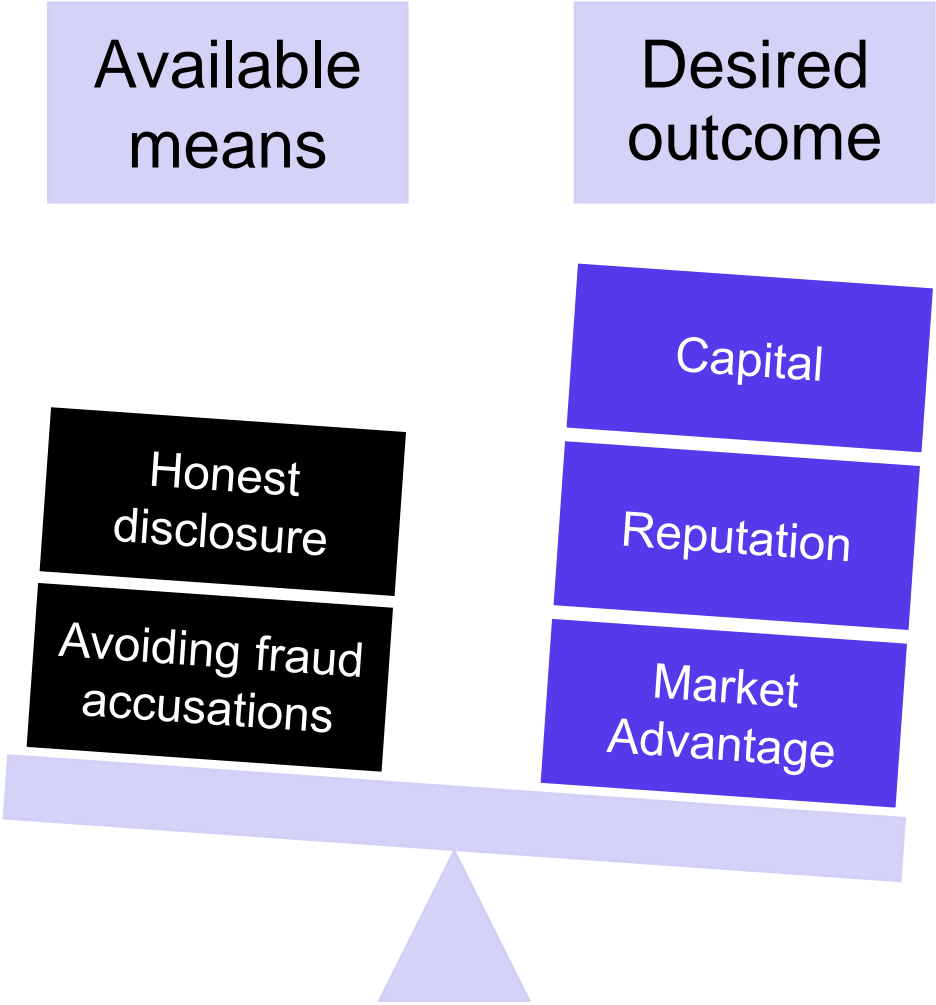 Available
means
Desired
outcome
Honest
disclosure
Avoiding fraud
accusations
Capital
Reputation
Market
Advantage